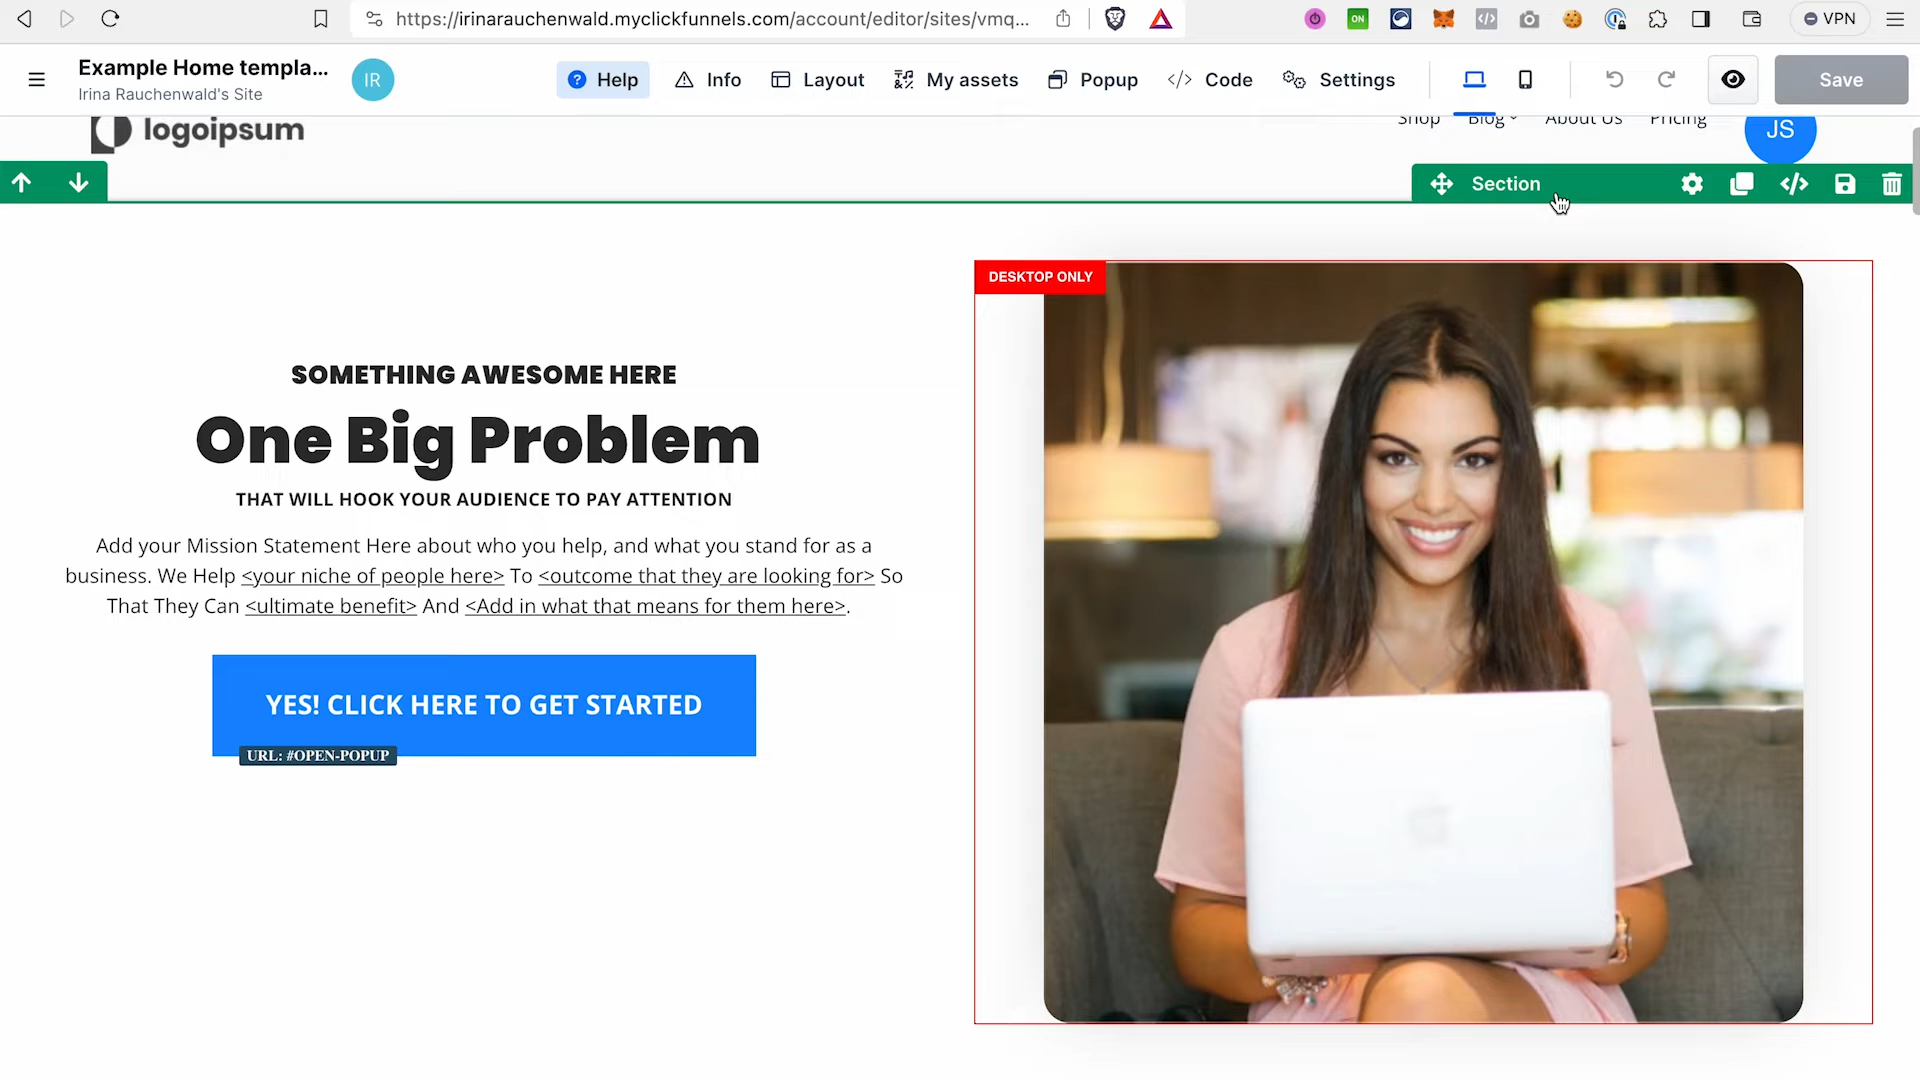 https://irinarauchenwald.myclickfunnels.com/account/editor/sites/vmq...
ON
VPN
Example Home templa...
Irina Rauchenwald's Site
IR
Help
Info
Layout
My assets
Popup
Code
Settings
Save
logoipsum
Shop
Blog
About Us
Pricing
JS
Section
DESKTOP ONLY
SOMETHING AWESOME HERE
One Big Problem
THAT WILL HOOK YOUR AUDIENCE TO PAY ATTENTION
Add your Mission Statement Here about who you help, and what you stand for as a
business. We Help <your niche of people here> To <outcome that they are looking for> So
That They Can <ultimate benefit> And <Add in what that means for them here>.
YES! CLICK HERE TO GET STARTED
URL: #OPEN-POPUP